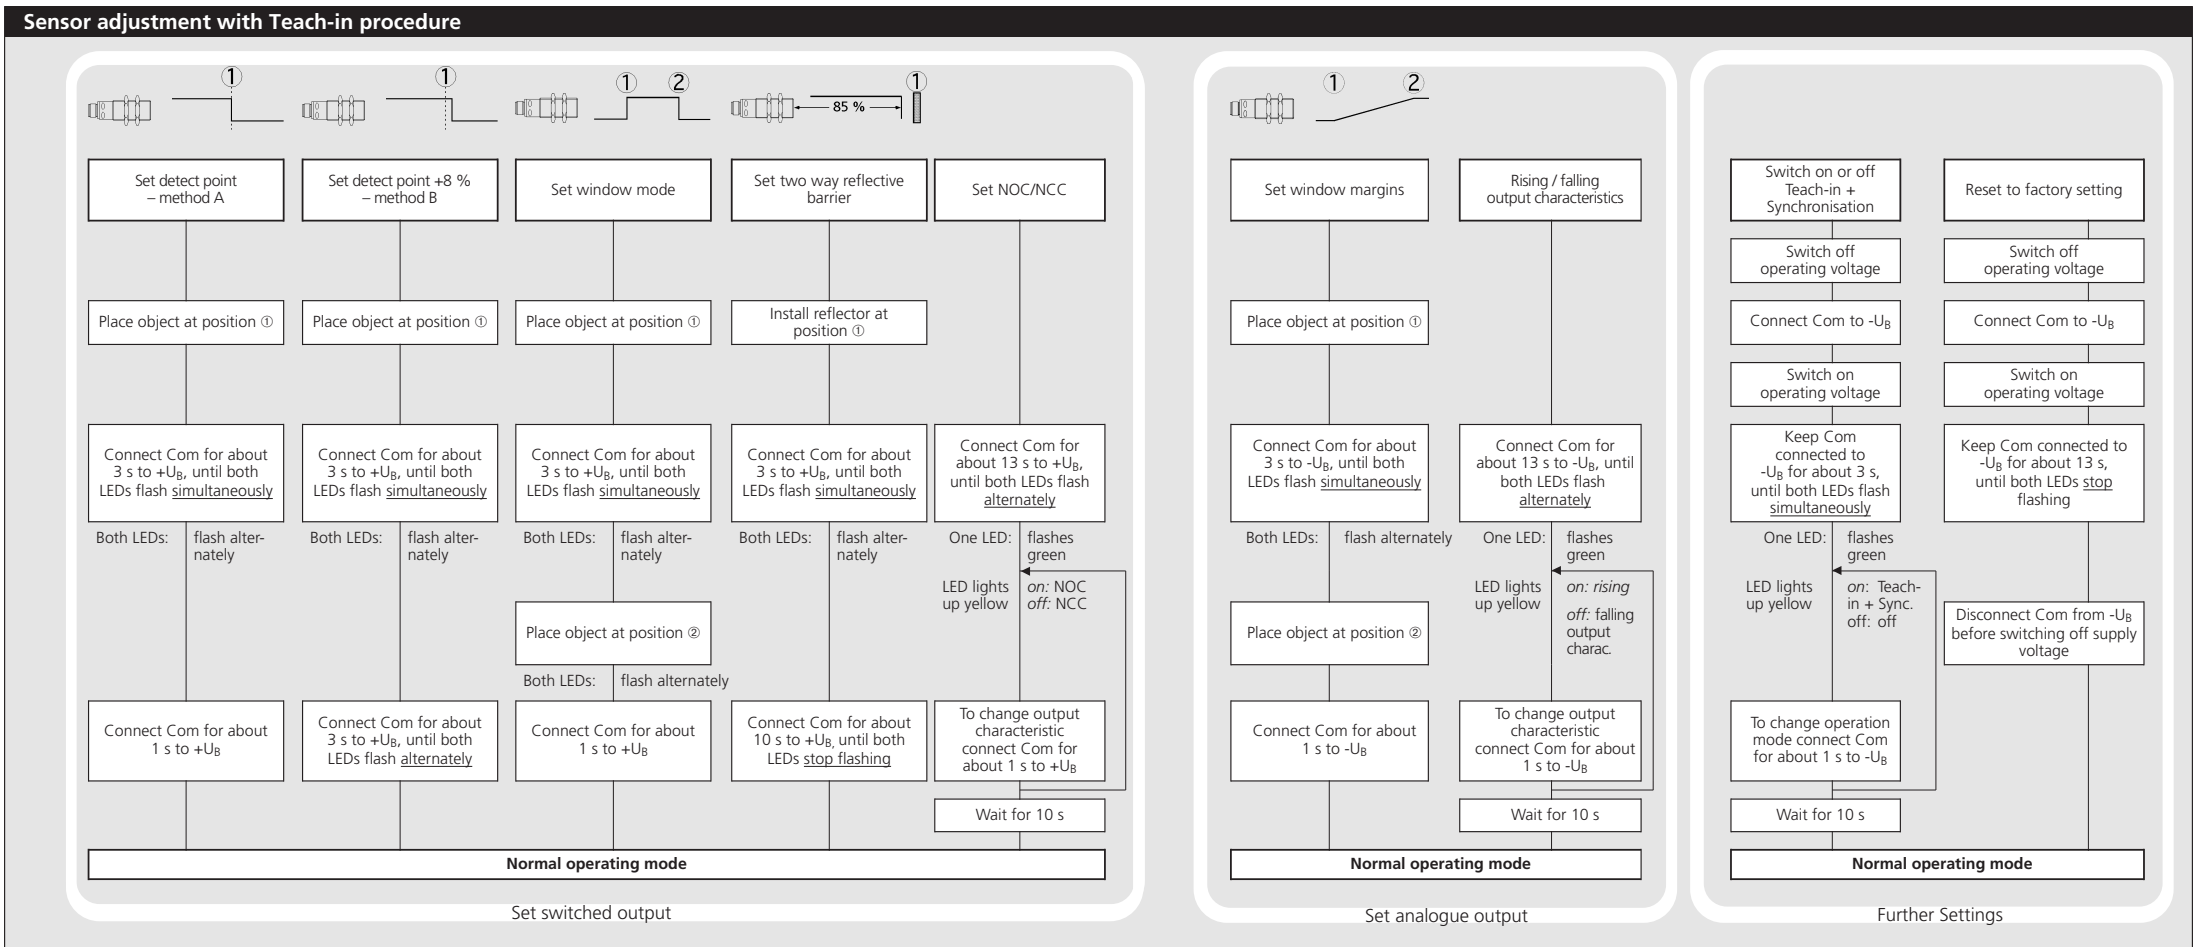 Sensor adjustment with Teach-in procedure
①
①
① ②
85 %
①
Set detect point
– method A
Place object at position ①
Connect Com for about
3 s to +UB, until both
LEDs flash simultaneously
Both LEDs: flash alter-
nately
Connect Com for about
1 s to +UB
Set detect point +8 %
– method B
Place object at position ①
Connect Com for about
3 s to +UB, until both
LEDs flash simultaneously
Both LEDs: flash alter-
nately
Connect Com for about
3 s to +UB, until both
LEDs flash alternately
Set window mode
Place object at position ①
Connect Com for about
3 s to +UB, until both
LEDs flash simultaneously
Both LEDs: flash alter-
nately
Place object at position ②
Both LEDs: flash alternately
Connect Com for about
1 s to +UB
Set two way reflective
barrier
Install reflector at
position ①
Connect Com for about
3 s to +UB, until both
LEDs flash simultaneously
Both LEDs: flash alter-
nately
Connect Com for about
10 s to +UB, until both
LEDs stop flashing
Set NOC/NCC
Connect Com for
about 13 s to +UB,
until both LEDs flash
alternately
One LED: flashes
green
LED lights on: NOC
up yellow off: NCC
To change output
characteristic
connect Com for
about 1 s to +UB
Wait for 10 s
Normal operating mode
Set switched output
① ②
Set window margins
Place object at position ①
Connect Com for about
3 s to -UB, until both
LEDs flash simultaneously
Both LEDs: flash alternately
Place object at position ②
Connect Com for about
1 s to -UB
Rising / falling
output characteristics
Connect Com for
about 13 s to -UB, until
both LEDs flash
alternately
One LED: flashes
green
LED lights on: rising
up yellow
off: falling
output
charac.
To change output
characteristic
connect Com for about
1 s to -UB
Wait for 10 s
Normal operating mode
Set analogue output
Switch on or off
Teach-in +
Synchronisation
Switch off
operating voltage
Connect Com to -UB
Switch on
operating voltage
Keep Com
connected to
-UB for about 3 s,
until both LEDs flash
simultaneously
One LED: flashes
green
LED lights on: Teach-
up yellow in + Sync.
off: off
To change operation
mode connect Com
for about 1 s to -UB
Wait for 10 s
Reset to factory setting
Switch off
operating voltage
Connect Com to -UB
Switch on
operating voltage
Keep Com connected to
-UB for about 13 s,
until both LEDs stop
flashing
Disconnect Com from -UB
before switching off supply
voltage
Normal operating mode
Further Settings